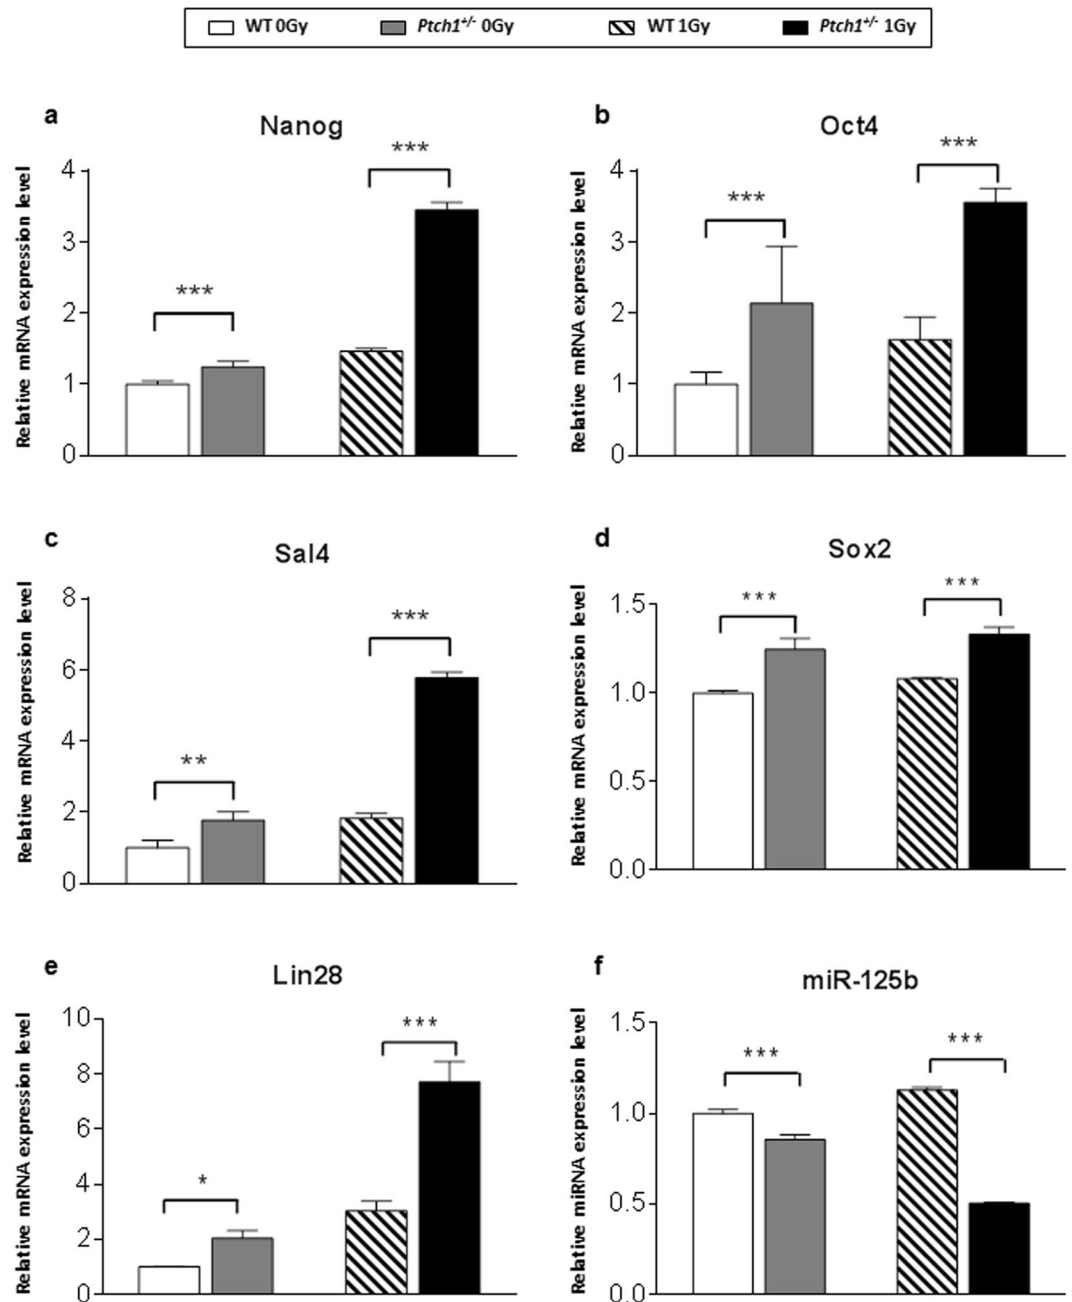 WT 0Gy Ptch1+/- 0Gy WT 1Gy Ptch1+/- 1Gy
a
Nanog
Relative mRNA expression level
4
3
2
1
0
***
***
b
Oct4
Relative mRNA expression level
4
3
2
1
0
***
***
c
Sal4
Relative mRNA expression level
8
6
4
2
0
**
***
d
Sox2
Relative mRNA expression level
1.5
1.0
0.5
0.0
***
***
e
Lin28
Relative mRNA expression level
10
8
6
4
2
0
*
***
f
miR-125b
Relative miRNA expression level
1.5
1.0
0.5
0.0
***
***